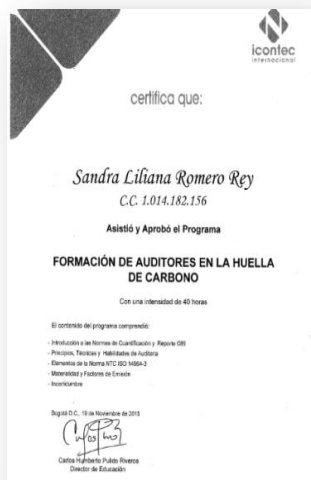 icontec
internacional
certifica que:
Sandra Liliana Romero Rey
C.C. 1.014.182.156
Asistió y Aprobó el Programa
FORMACIÓN DE AUDITORES EN LA HUELLA
DE CARBONO
Con una intensidad de 40 horas
El contenido del programa comprendió:
- Introducción a las Normas de Cuantificación y Reporte GEI
- Principios, Técnicas y Habilidades de Auditoria
- Elementos de la Norma NTC ISO 14064-3
- Materialidad y Factores de Emisión
- Incertidumbre
Bogotá D.C., 19 de Noviembre de 2015
Carlos Humberto Pulido Riveros
Director de Educación